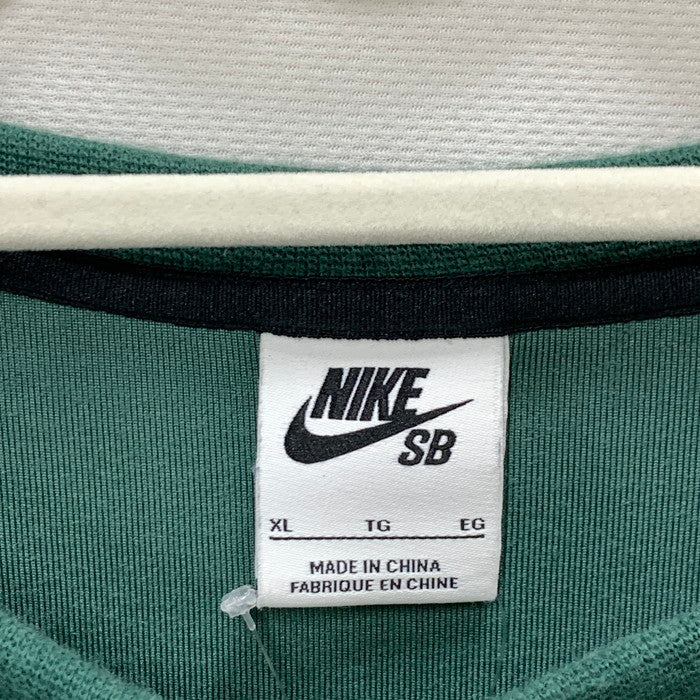 NIKE
SB
XL TG EG
MADE IN CHINA
FABRIQUE EN CHINE